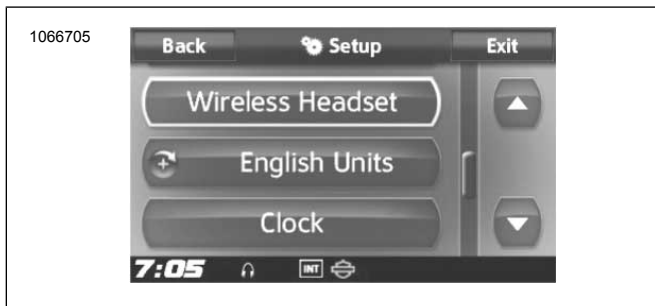 1066705
Back Setup Exit
Wireless Headset
English Units
Clock
7:05 INT